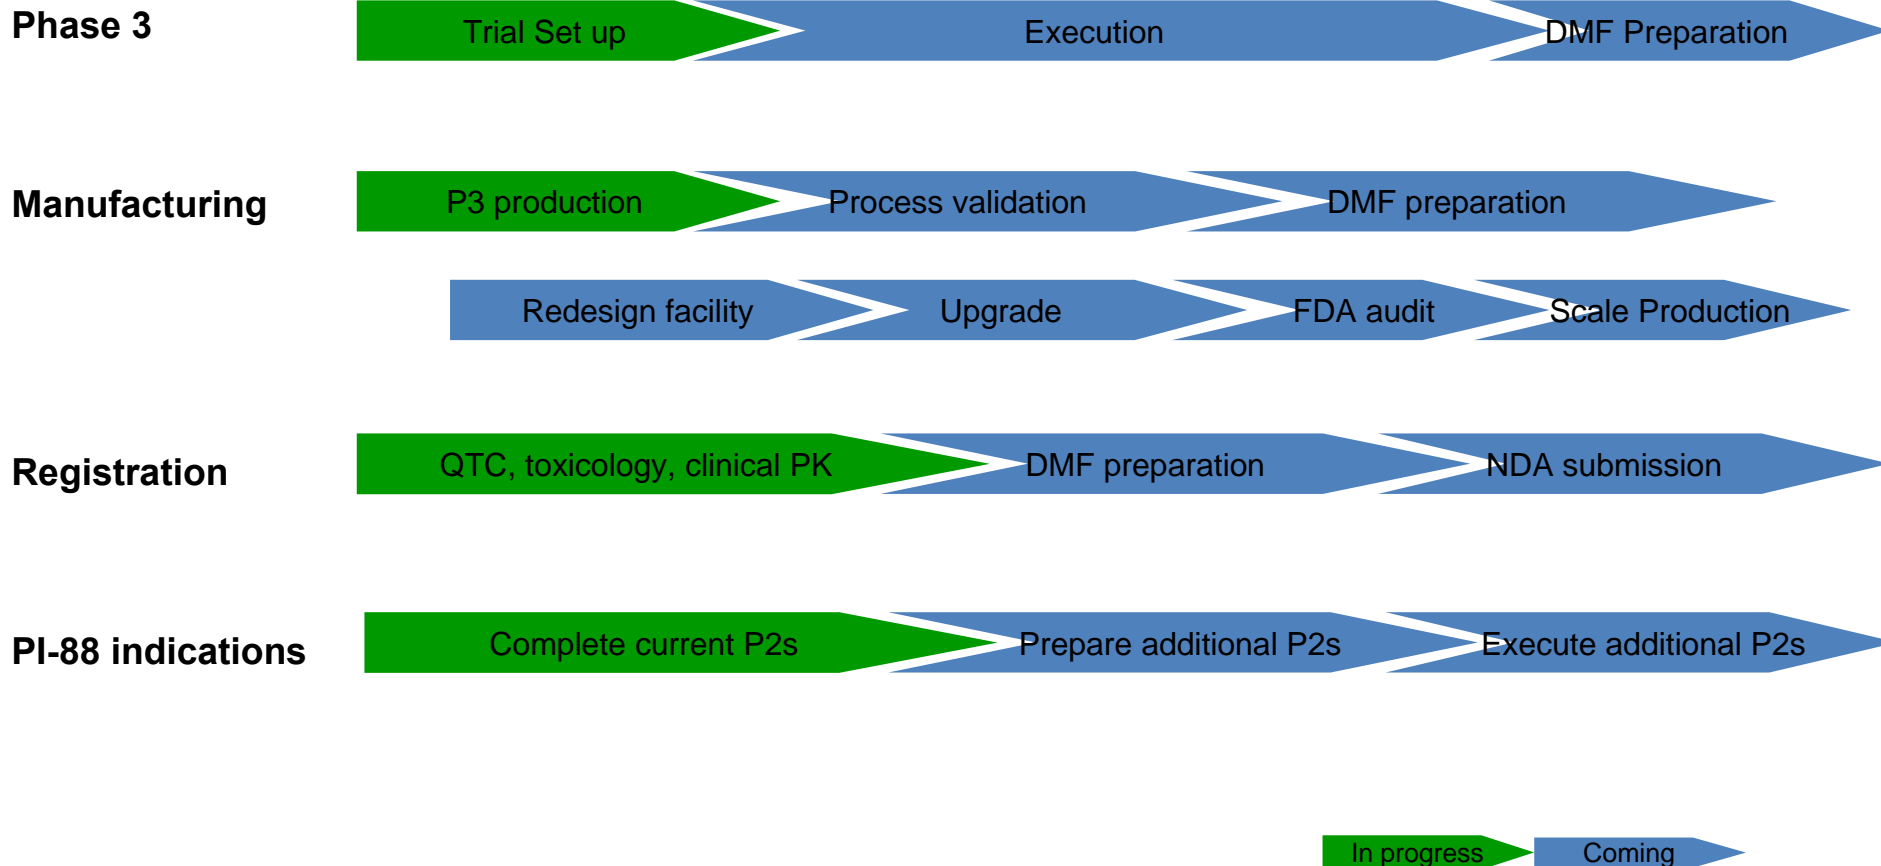 Phase 3
Trial Set up
Execution
DMF Preparation
Manufacturing
P3 production
Process validation
DMF preparation
Redesign facility
Upgrade
FDA audit
Scale Production
Registration
QTC, toxicology, clinical PK
DMF preparation
NDA submission
PI-88 indications
Complete current P2s
Prepare additional P2s
Execute additional P2s
In progress
Coming